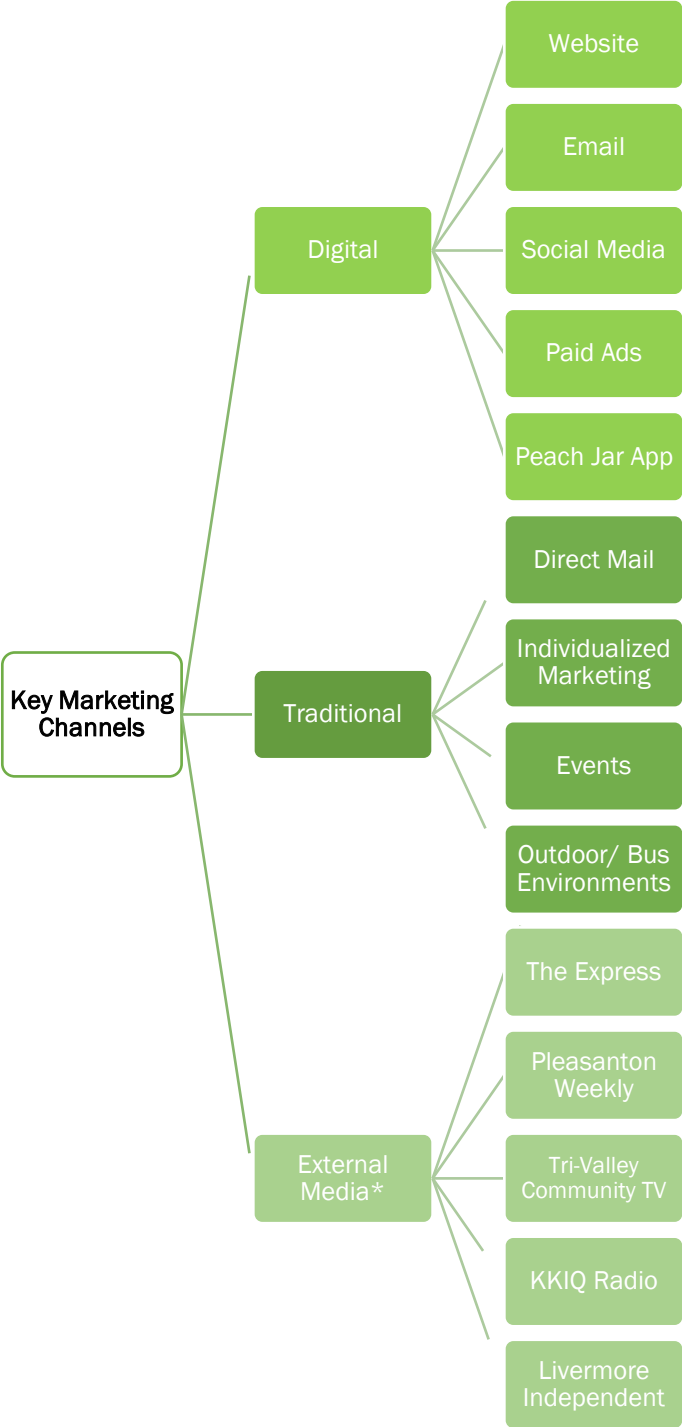 Website
Email
Digital
Social Media
Paid Ads
Peach Jar App
Direct Mail
Individualized
Marketing
Key Marketing
Channels
Traditional
Events
Outdoor/ Bus
Environments
The Express
Pleasanton
Weekly
External
Media*
Tri-Valley
Community TV
KKIQ Radio
Livermore
Independent